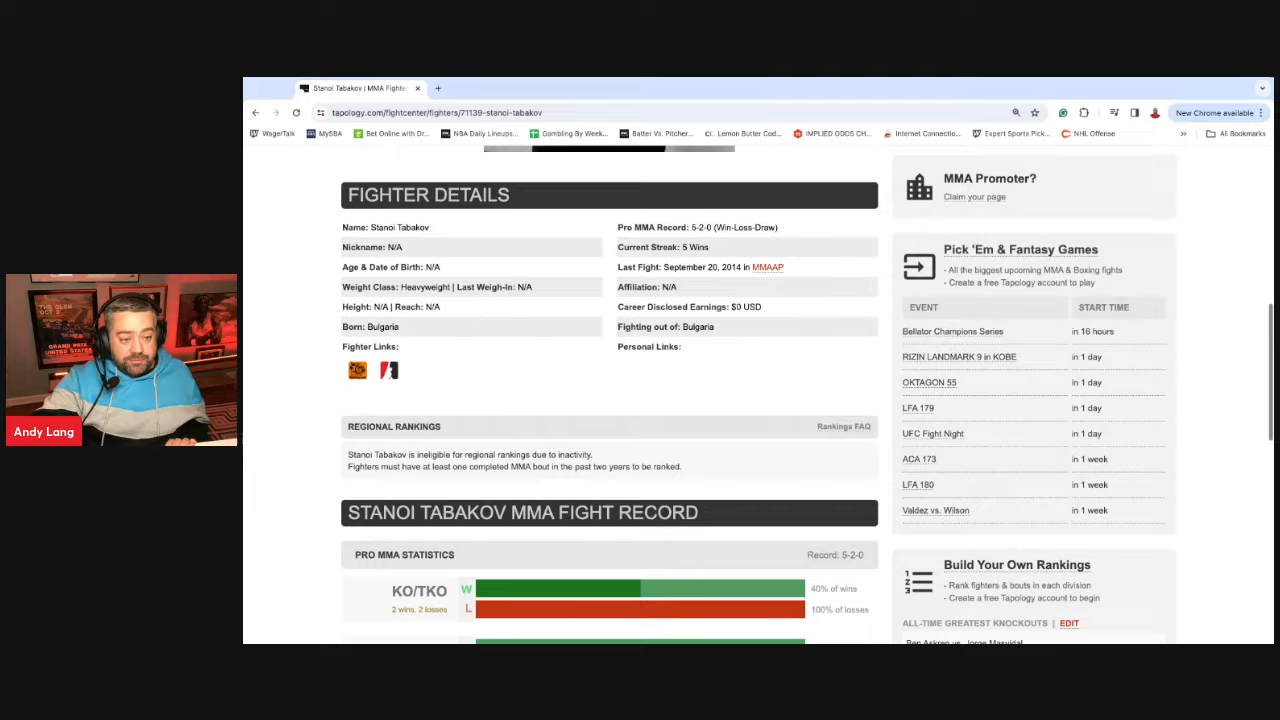 Stanoi Tabakov | MMA Fighte
tapology.com/fightcenter/fighters/71139-stanoi-tabakov
New Chrome available
WagerTalk
MySBA
Bet Online with Dr...
NBA Daily Lineups...
Gambling By Week...
Batter Vs. Pitcher...
Lemon Butter Cod...
IMPLIED ODDS CH...
Internet Connectio...
Expert Sports Pick...
NHL Offense
»
All Bookmarks
FIGHTER DETAILS
Name: Stanoi Tabakov
Pro MMA Record: 5-2-0 (Win-Loss-Draw)
Nickname: N/A
Current Streak: 5 Wins
Age & Date of Birth: N/A
Last Fight: September 20, 2014 in MMAAP
Weight Class: Heavyweight | Last Weigh-In: N/A
Affiliation: N/A
Height: N/A | Reach: N/A
Career Disclosed Earnings: $0 USD
Born: Bulgaria
Fighting out of: Bulgaria
Fighter Links:
Personal Links:
REGIONAL RANKINGS
Rankings FAQ
Stanoi Tabakov is ineligible for regional rankings due to inactivity.
Fighters must have at least one completed MMA bout in the past two years to be ranked.
STANOI TABAKOV MMA FIGHT RECORD
PRO MMA STATISTICS
Record: 5-2-0
KO/TKO
W
40% of wins
2 wins, 2 losses
L
100% of losses
MMA Promoter?
Claim your page
Pick 'Em & Fantasy Games
- All the biggest upcoming MMA & Boxing fights
- Create a free Tapology account to play
EVENT
START TIME
Bellator Champions Series
in 16 hours
RIZIN LANDMARK 9 in KOBE
in 1 day
OKTAGON 55
in 1 day
LFA 179
in 1 day
UFC Fight Night
in 1 day
ACA 173
in 1 week
LFA 180
in 1 week
Valdez vs. Wilson
in 1 week
Build Your Own Rankings
- Rank fighters & bouts in each division
- Create a free Tapology account to begin
ALL-TIME GREATEST KNOCKOUTS | EDIT
Ben Askren vs. Jorge Masvidal
THE GLEN
OCT 3
GRAND PRIX
UNITED STATES
Andy Lang